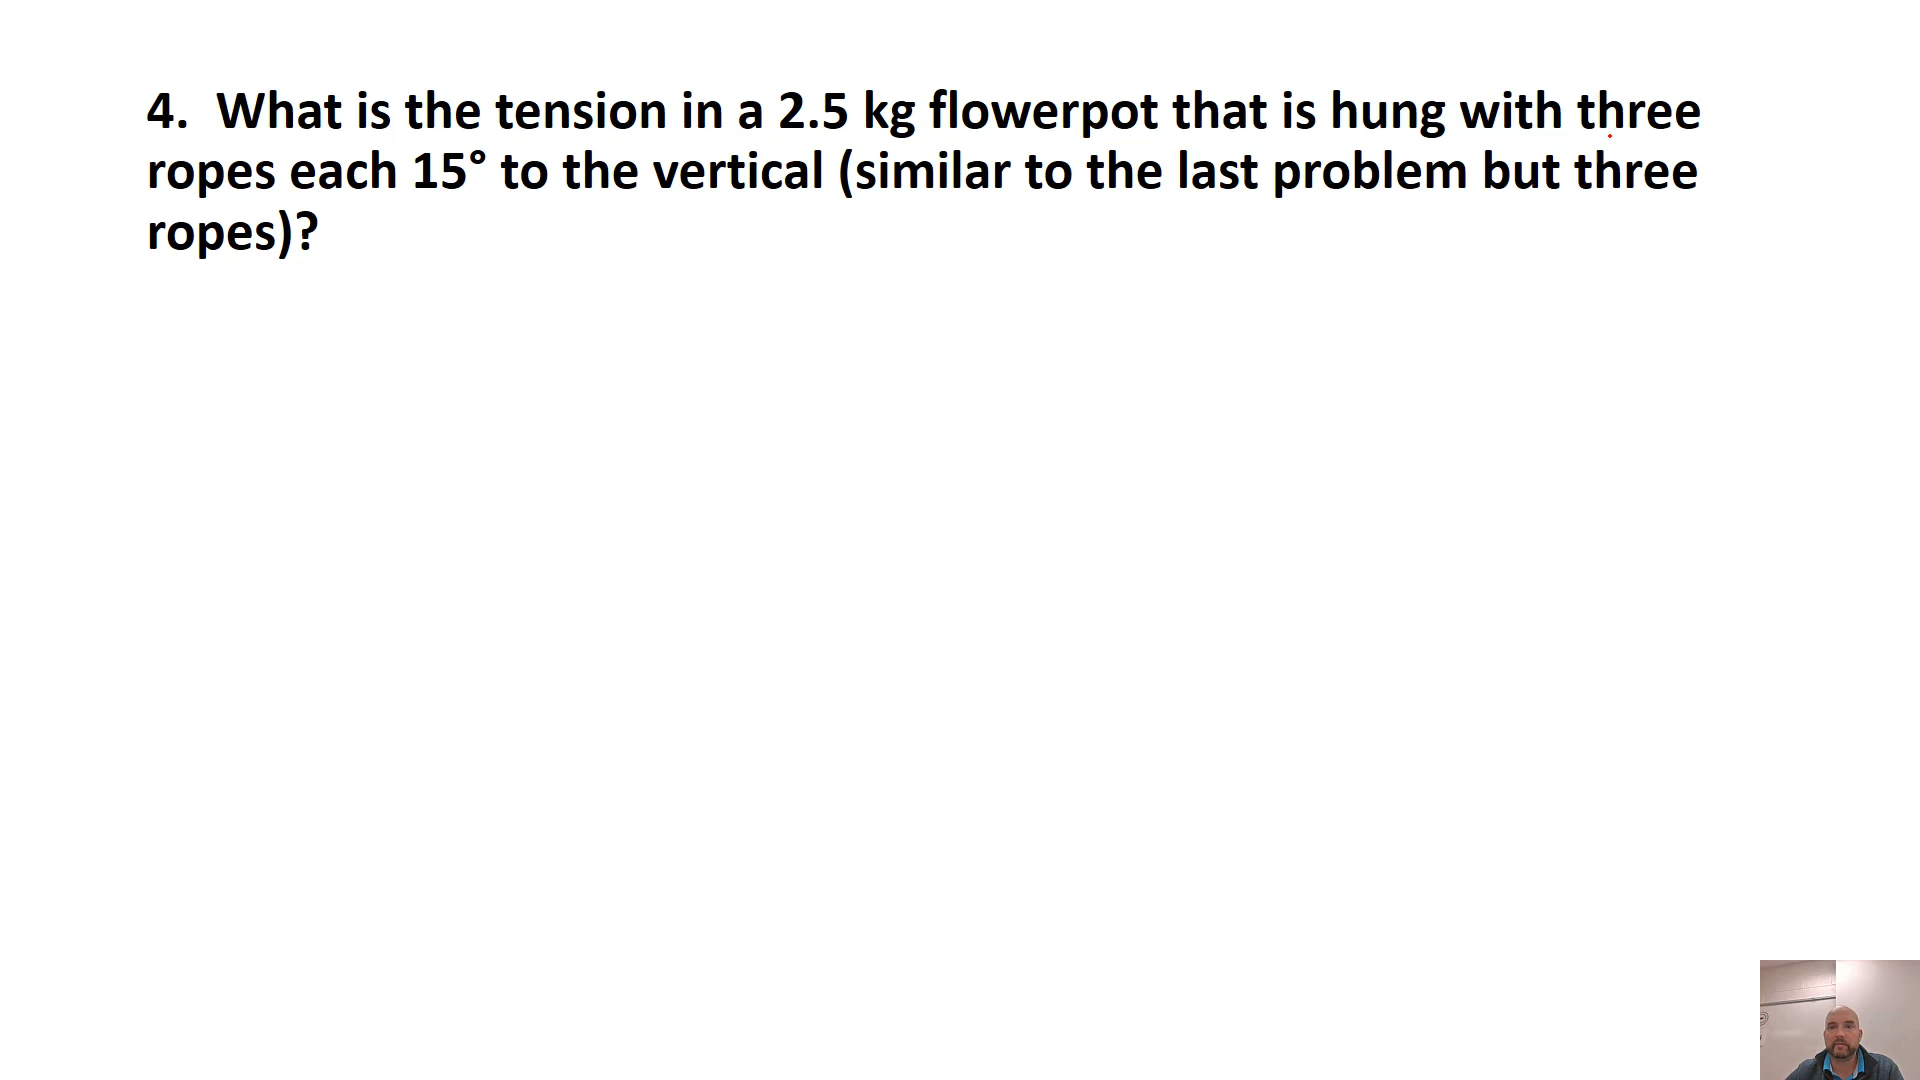 4. What is the tension in a 2.5 kg flowerpot that is hung with three
ropes each 15° to the vertical (similar to the last problem but three
ropes)?